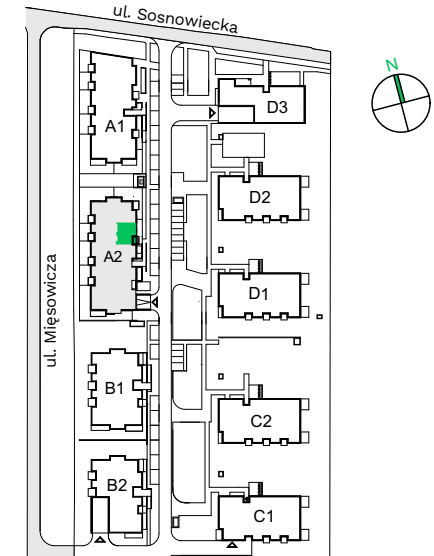 ul. Sosnowiecka
N
A1
D3
D2
A2
ul. Mięsowicza
D1
B1
C2
B2
C1